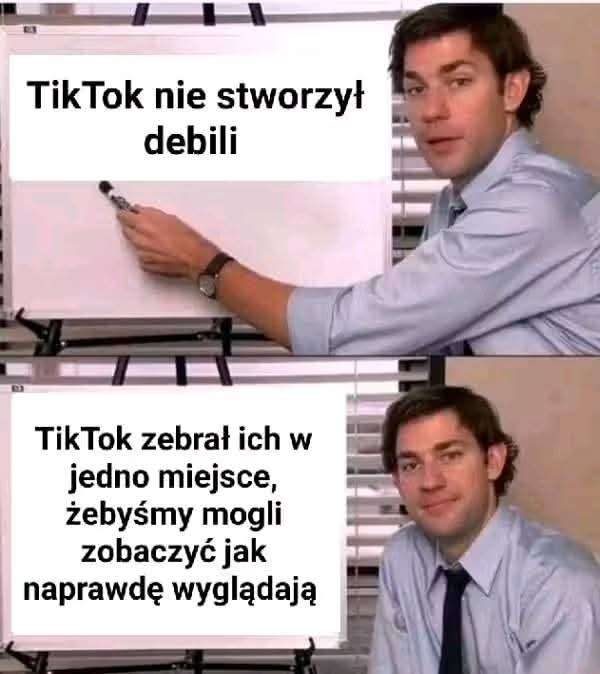 TikTok nie stworzył
debili
TikTok zebrał ich w
jedno miejsce,
żebyśmy mogli
zobaczyć jak
naprawdę wyglądają